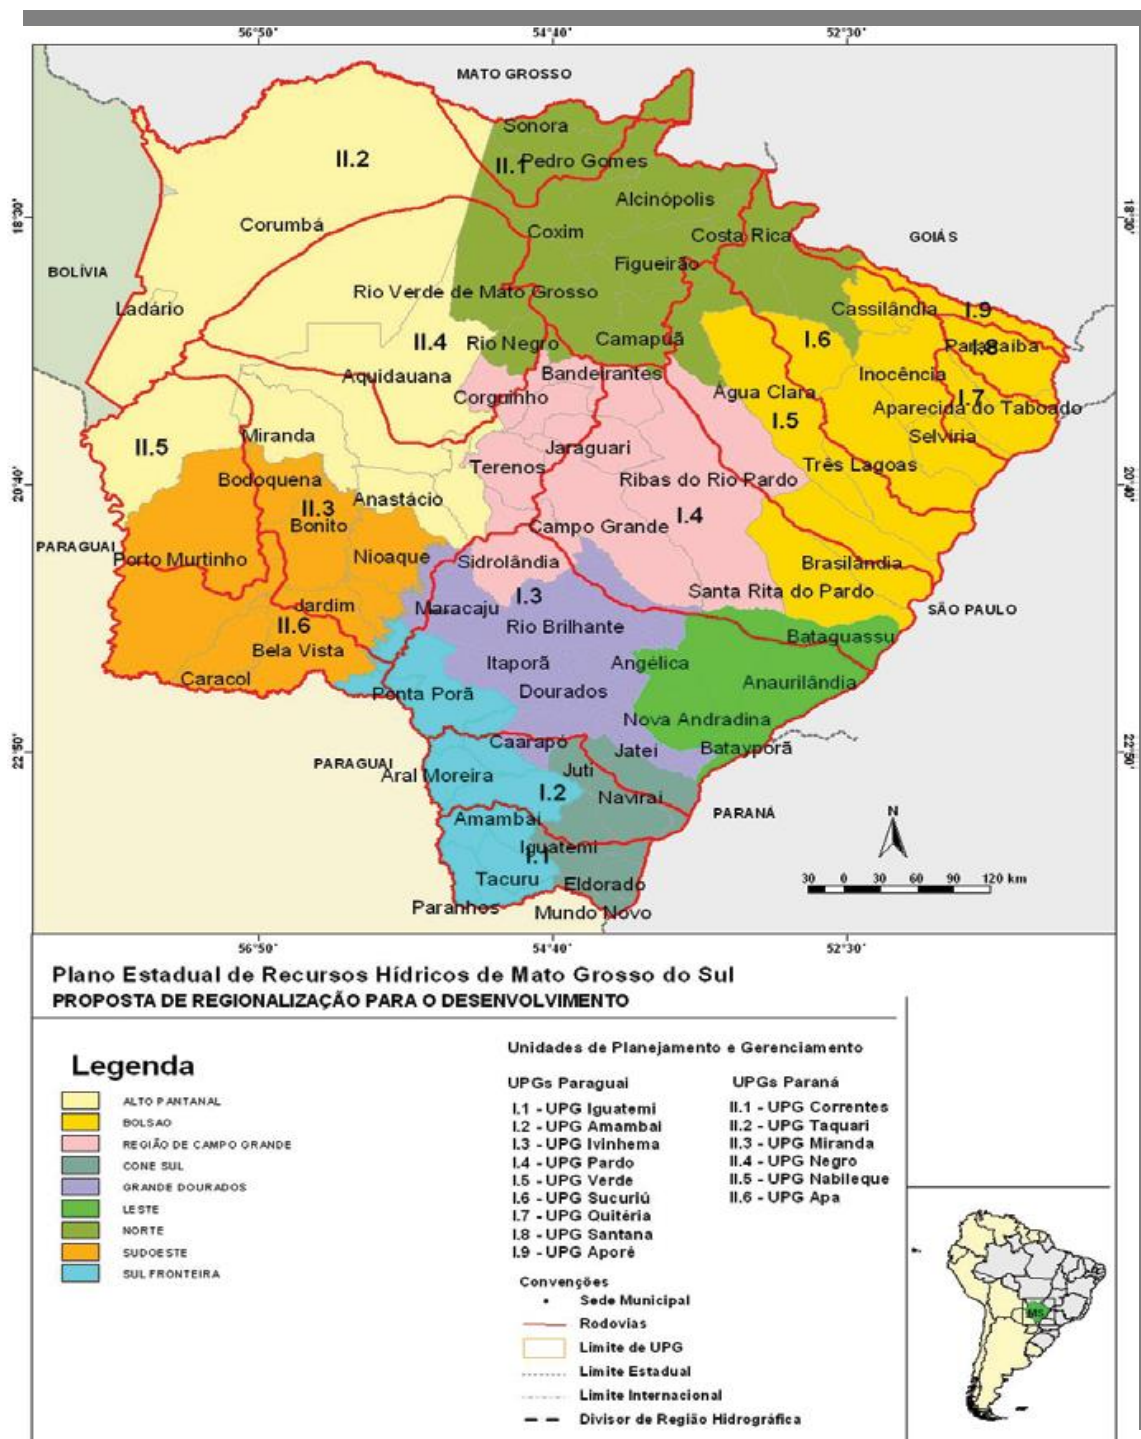 56°50'
54°40'
52°30'
MATO GROSSO
Sonora
II.2
II.1
Pedro Gomes
Alcinópolis
18°30'
18°30'
Corumbá
Coxim
Costa Rica
GOIÁS
BOLÍVIA
Figueirão
Rio Verde de Mato Grosso
Ladário
Cassilândia
I.9
II.4
Rio Negro
Camapuã
I.6
Paranaíba
I.8
Aquidauana
Bandeirantes
Inocência
Corguinho
Água Clara
I.7
Aparecida do Taboado
II.5
Miranda
Jaraguari
I.5
Selvíria
Terenos
Três Lagoas
20°40'
20°40'
Bodoquena
Ribas do Rio Pardo
Anastácio
II.3
Bonito
Campo Grande
I.4
PARAGUAI
Porto Murtinho
Nioaque
Sidrolândia
Brasilândia
Santa Rita do Pardo
Jardim
Maracaju
I.3
SÃO PAULO
II.6
Rio Brilhante
Bataguassu
Bela Vista
Itaporã
Angélica
Caracol
Ponta Porã
Dourados
Anaurilândia
Nova Andradina
22°50'
22°50'
PARAGUAI
Caarapó
Jateí
Batayporã
Aral Moreira
Juti
I.2
Naviraí
PARANÁ
N
Amambai
Iguatemi
I.1
Tacuru
Eldorado
30 0 30 60 90 120 km
Paranhos
Mundo Novo
56°50'
54°40'
52°30'
Plano Estadual de Recursos Hídricos de Mato Grosso do Sul
PROPOSTA DE REGIONALIZAÇÃO PARA O DESENVOLVIMENTO
Legenda
ALTO PANTANAL
BOLSAO
REGIÃO DE CAMPO GRANDE
CONE SUL
GRANDE DOURADOS
LESTE
NORTE
SUDOESTE
SUL FRONTEIRA
Unidades de Planejamento e Gerenciamento
UPGs Paraguai
I.1 - UPG Iguatemi
I.2 - UPG Amambai
I.3 - UPG Ivinhema
I.4 - UPG Pardo
I.5 - UPG Verde
I.6 - UPG Sucuriú
I.7 - UPG Quitéria
I.8 - UPG Santana
I.9 - UPG Aporé
UPGs Paraná
II.1 - UPG Correntes
II.2 - UPG Taquari
II.3 - UPG Miranda
II.4 - UPG Negro
II.5 - UPG Nabileque
II.6 - UPG Apa
Convenções
Sede Municipal
Rodovias
Limite de UPG
Limite Estadual
Limite Internacional
Divisor de Região Hidrográfica
MS